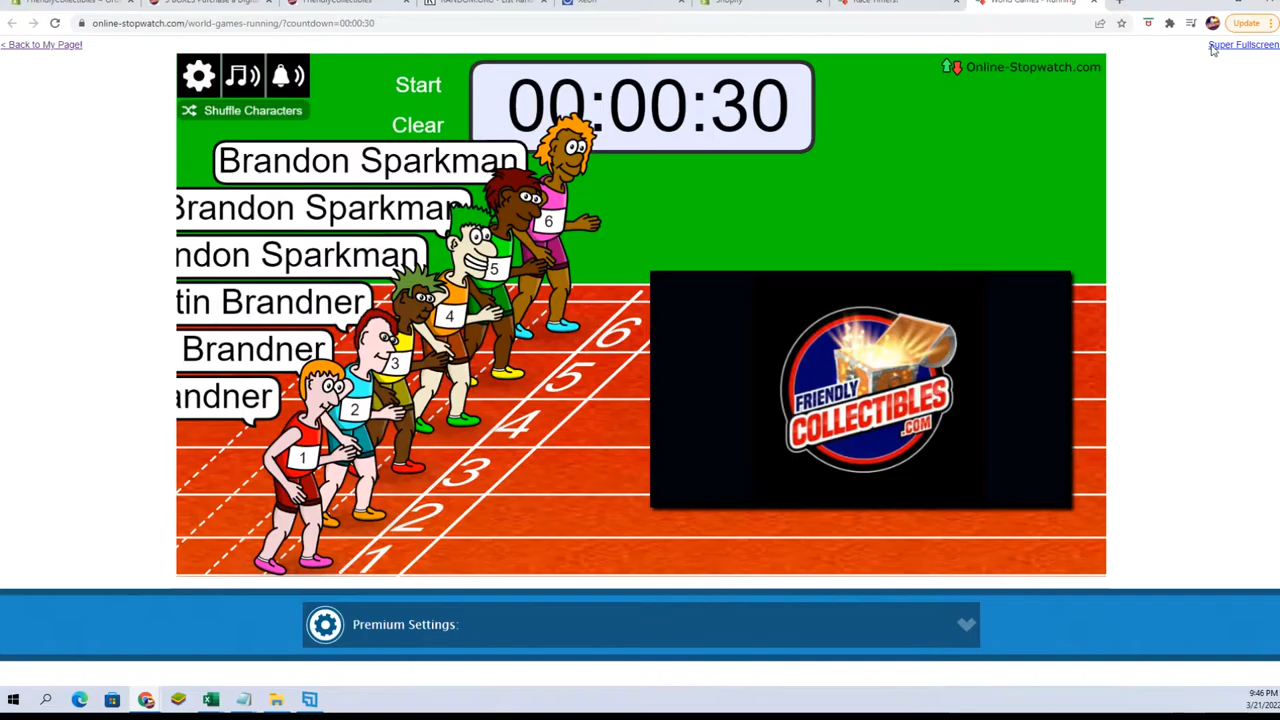 online-stopwatch.com/world-games-running/?countdown=00:00:30
Update
< Back to My Page!
Super Fullscreen
Start
00:00:30
Online-Stopwatch.com
Shuffle Characters
Clear
Brandon Sparkman
Brandon Sparkman
ndon Sparkman
tin Brandner
Brandner
andner
6
5
4
3
2
1
6
5
4
3
2
1
FRIENDLY
COLLECTIBLES
.COM
Premium Settings:
9:46 PM
3/21/202